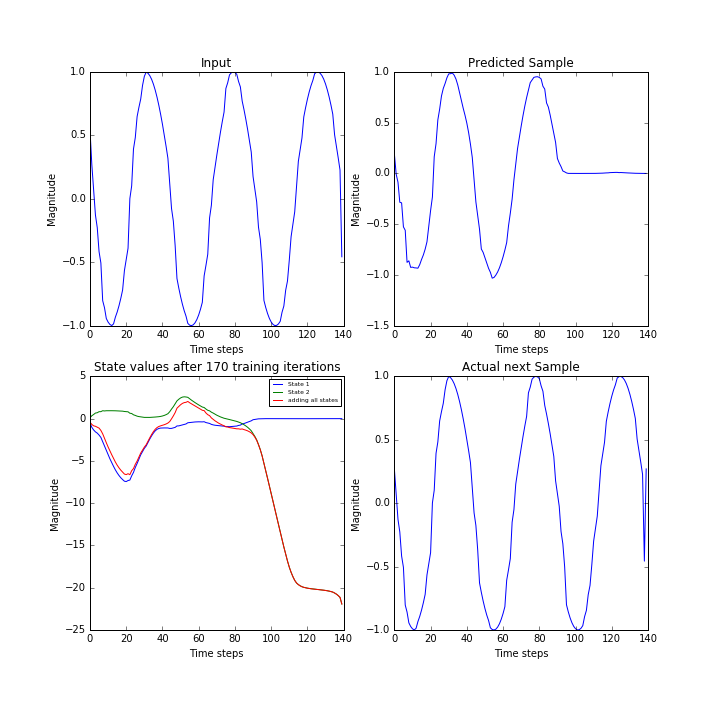 Input
1.0
0.5
0.0
−0.5
−1.0
Magnitude
0 20 40 60 80 100 120 140
Time steps
Predicted Sample
1.0
0.5
0.0
−0.5
−1.0
−1.5
Magnitude
0 20 40 60 80 100 120 140
Time steps
State values after 170 training iterations
5
0
−5
−10
−15
−20
−25
Magnitude
State 1
State 2
adding all states
0 20 40 60 80 100 120 140
Time steps
Actual next Sample
1.0
0.5
0.0
−0.5
−1.0
Magnitude
0 20 40 60 80 100 120 140
Time steps